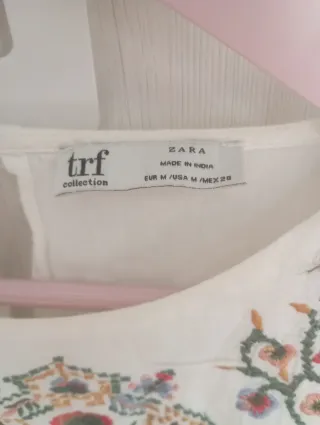 trf
collection
ZARA
MADE IN INDIA
EUR M /USA M /MEX 28